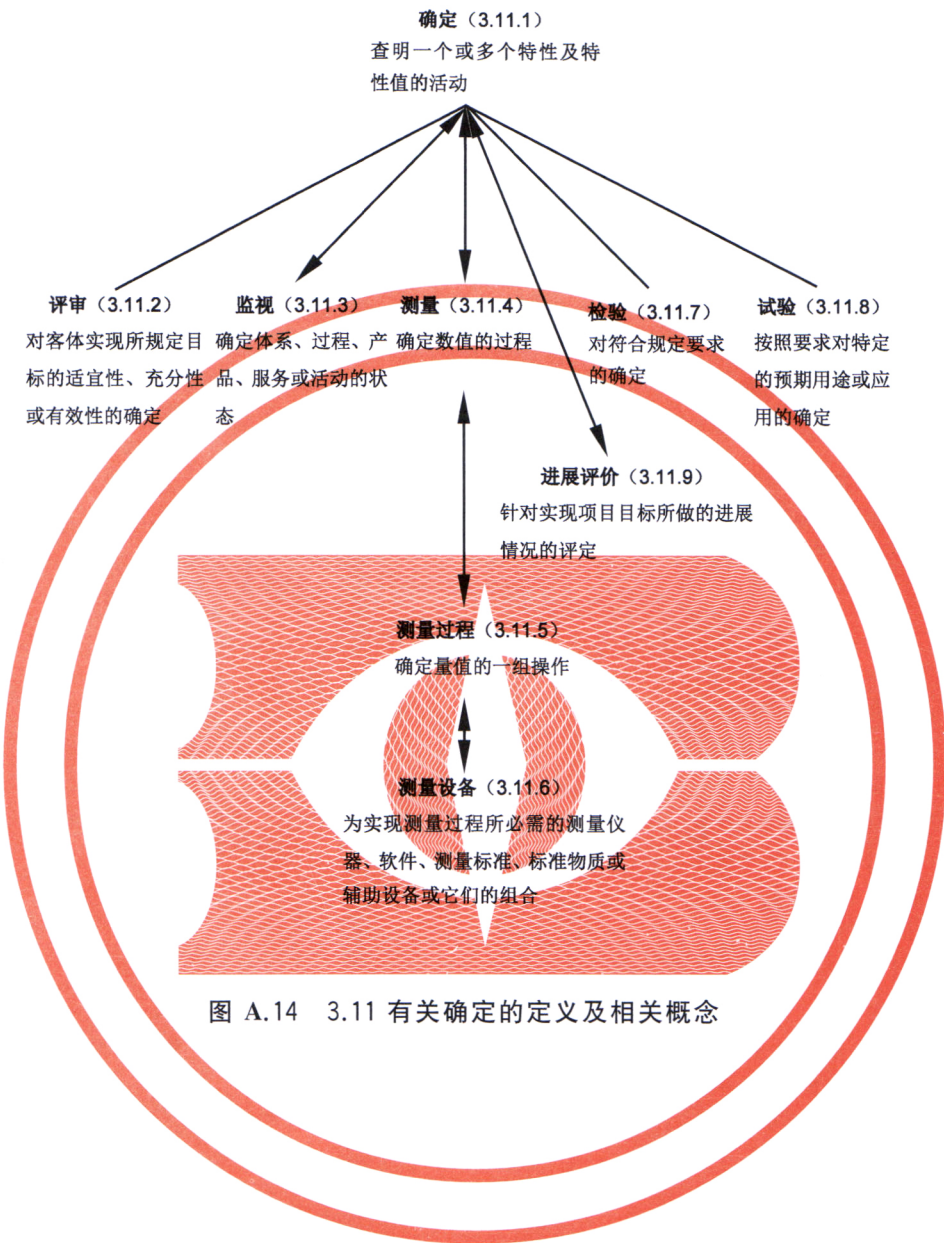 确定（3.11.1）
查明一个或多个特性及特
性值的活动
评审（3.11.2）
对客体实现所规定目
标的适宜性、充分性
或有效性的确定
监视（3.11.3）
确定体系、过程、产
品、服务或活动的状
态
测量（3.11.4）
确定数值的过程
检验（3.11.7）
对符合规定要求
的确定
试验（3.11.8）
按照要求对特定
的预期用途或应
用的确定
进展评价（3.11.9）
针对实现项目目标所做的进展
情况的评定
测量过程（3.11.5）
确定量值的一组操作
测量设备（3.11.6）
为实现测量过程所必需的测量仪
器、软件、测量标准、标准物质或
辅助设备或它们的组合
图 A.14 3.11 有关确定的定义及相关概念